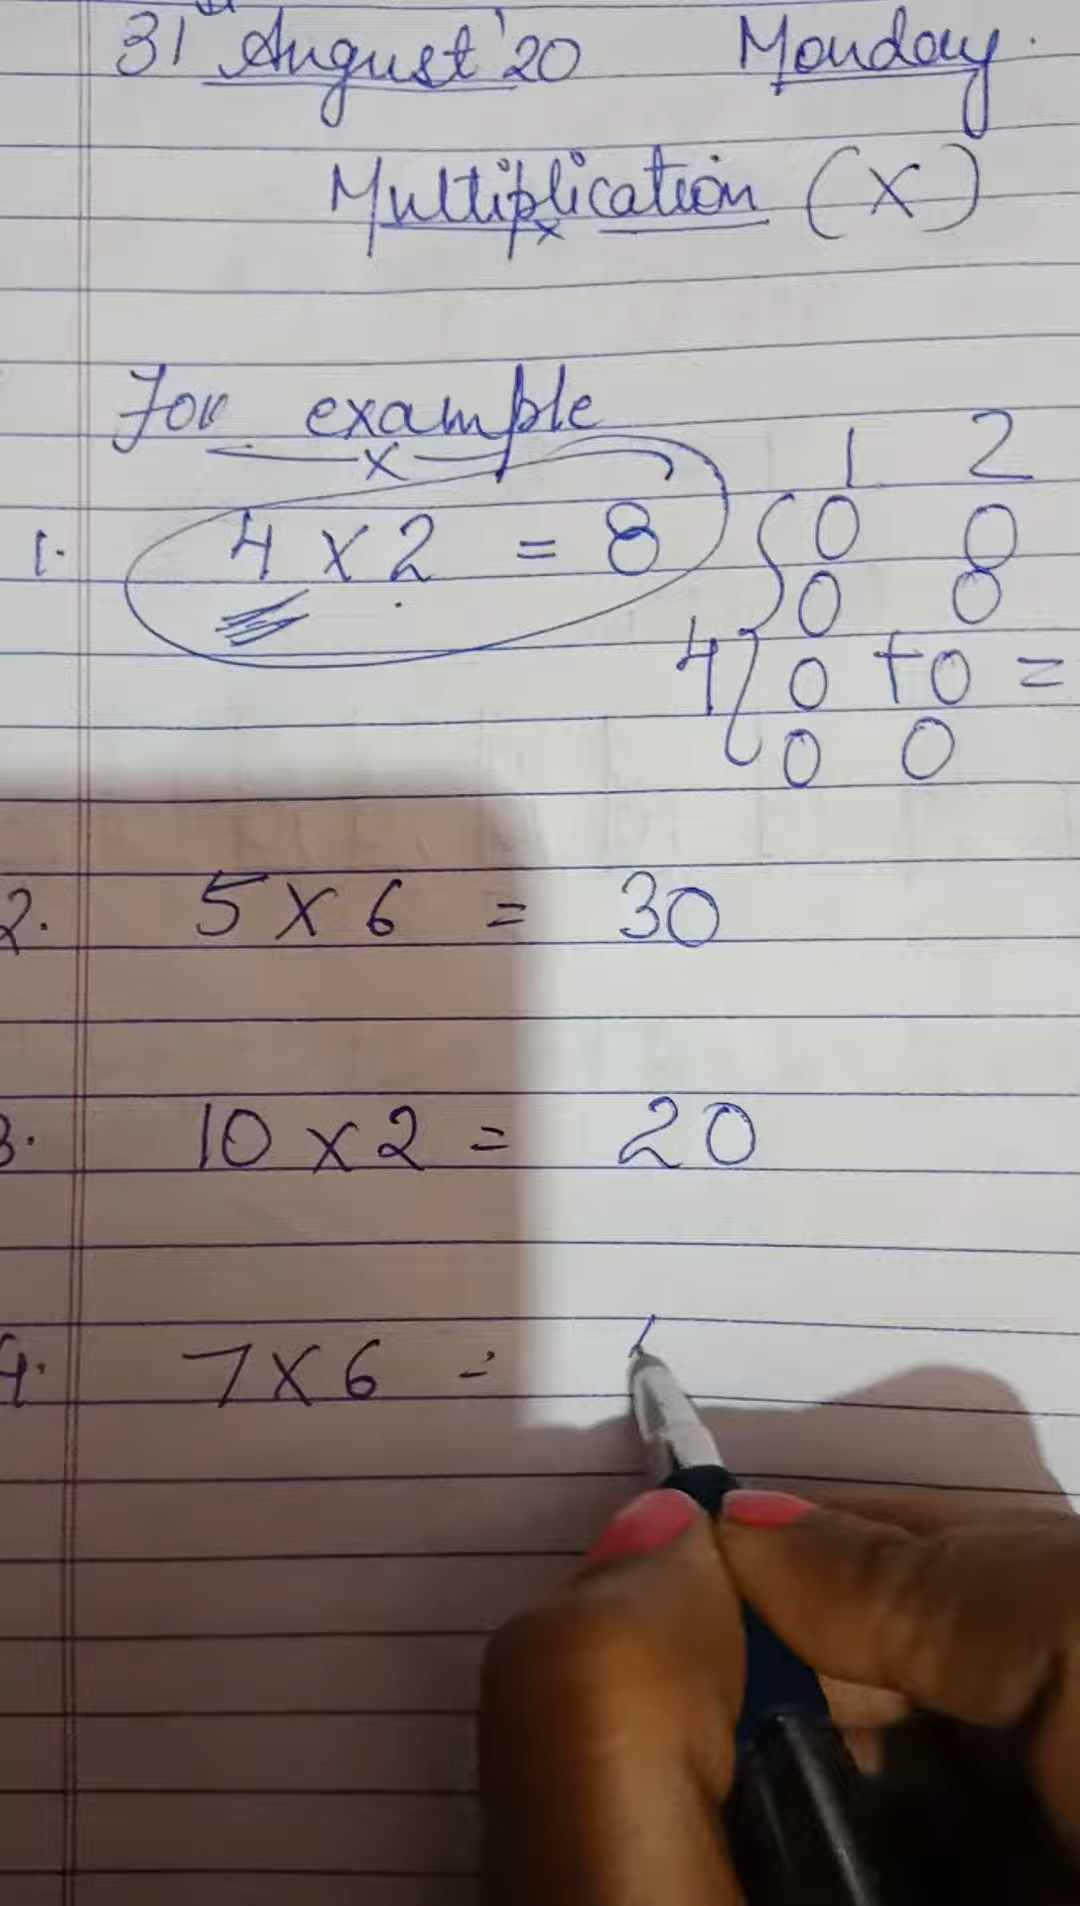 31st August '20 Monday.
Multiplication (x)
For example
1. 4 x 2 = 8
1 2
0 0
0 0
4 0 + 0 =
0 0
2. 5 x 6 = 30
3. 10 x 2 = 20
4. 7 x 6 =